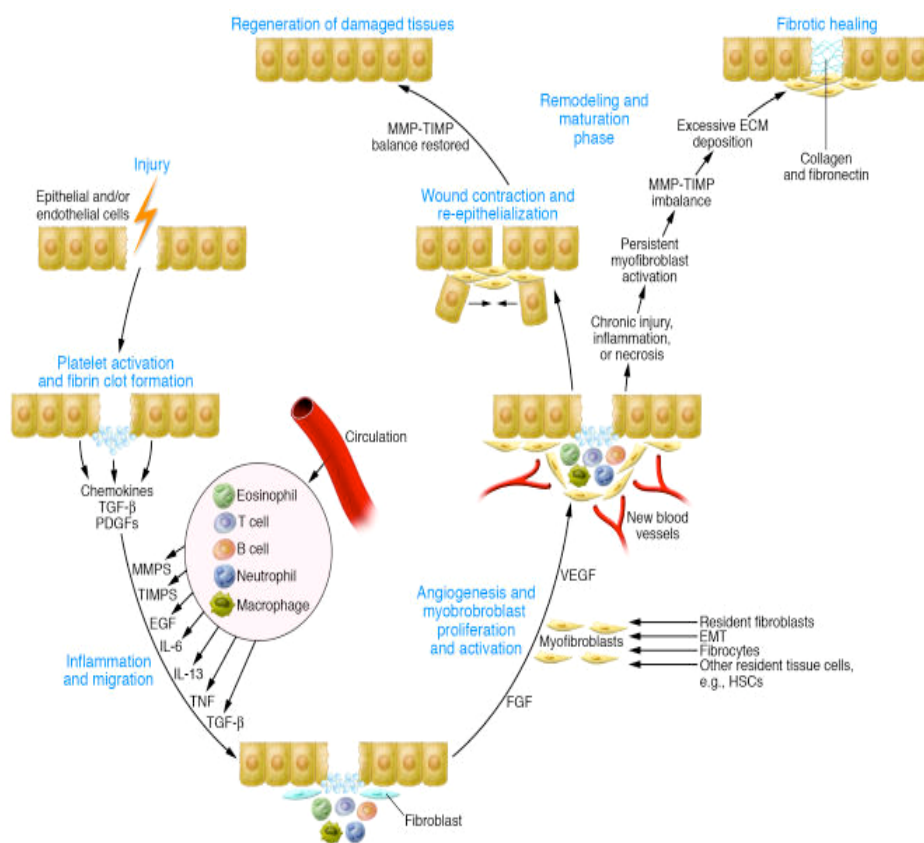 Regeneration of damaged tissues
Fibrotic healing
Injury
Epithelial and/or
endothelial cells
MMP-TIMP
balance restored
Remodeling and
maturation
phase
Excessive ECM
deposition
Collagen
and fibronectin
Wound contraction and
re-epithelialization
MMP-TIMP
imbalance
Persistent
myofibroblast
activation
Chronic injury,
inflammation,
or necrosis
Platelet activation
and fibrin clot formation
Circulation
Chemokines
TGF-β
PDGFs
Eosinophil
T cell
B cell
Neutrophil
Macrophage
MMPS
TIMPS
EGF
IL-6
IL-13
TNF
TGF-β
Inflammation
and migration
New blood
vessels
VEGF
Angiogenesis and
myobrobroblast
proliferation
and activation
FGF
Myofibroblasts
Resident fibroblasts
EMT
Fibrocytes
Other resident tissue cells,
e.g., HSCs
Fibroblast